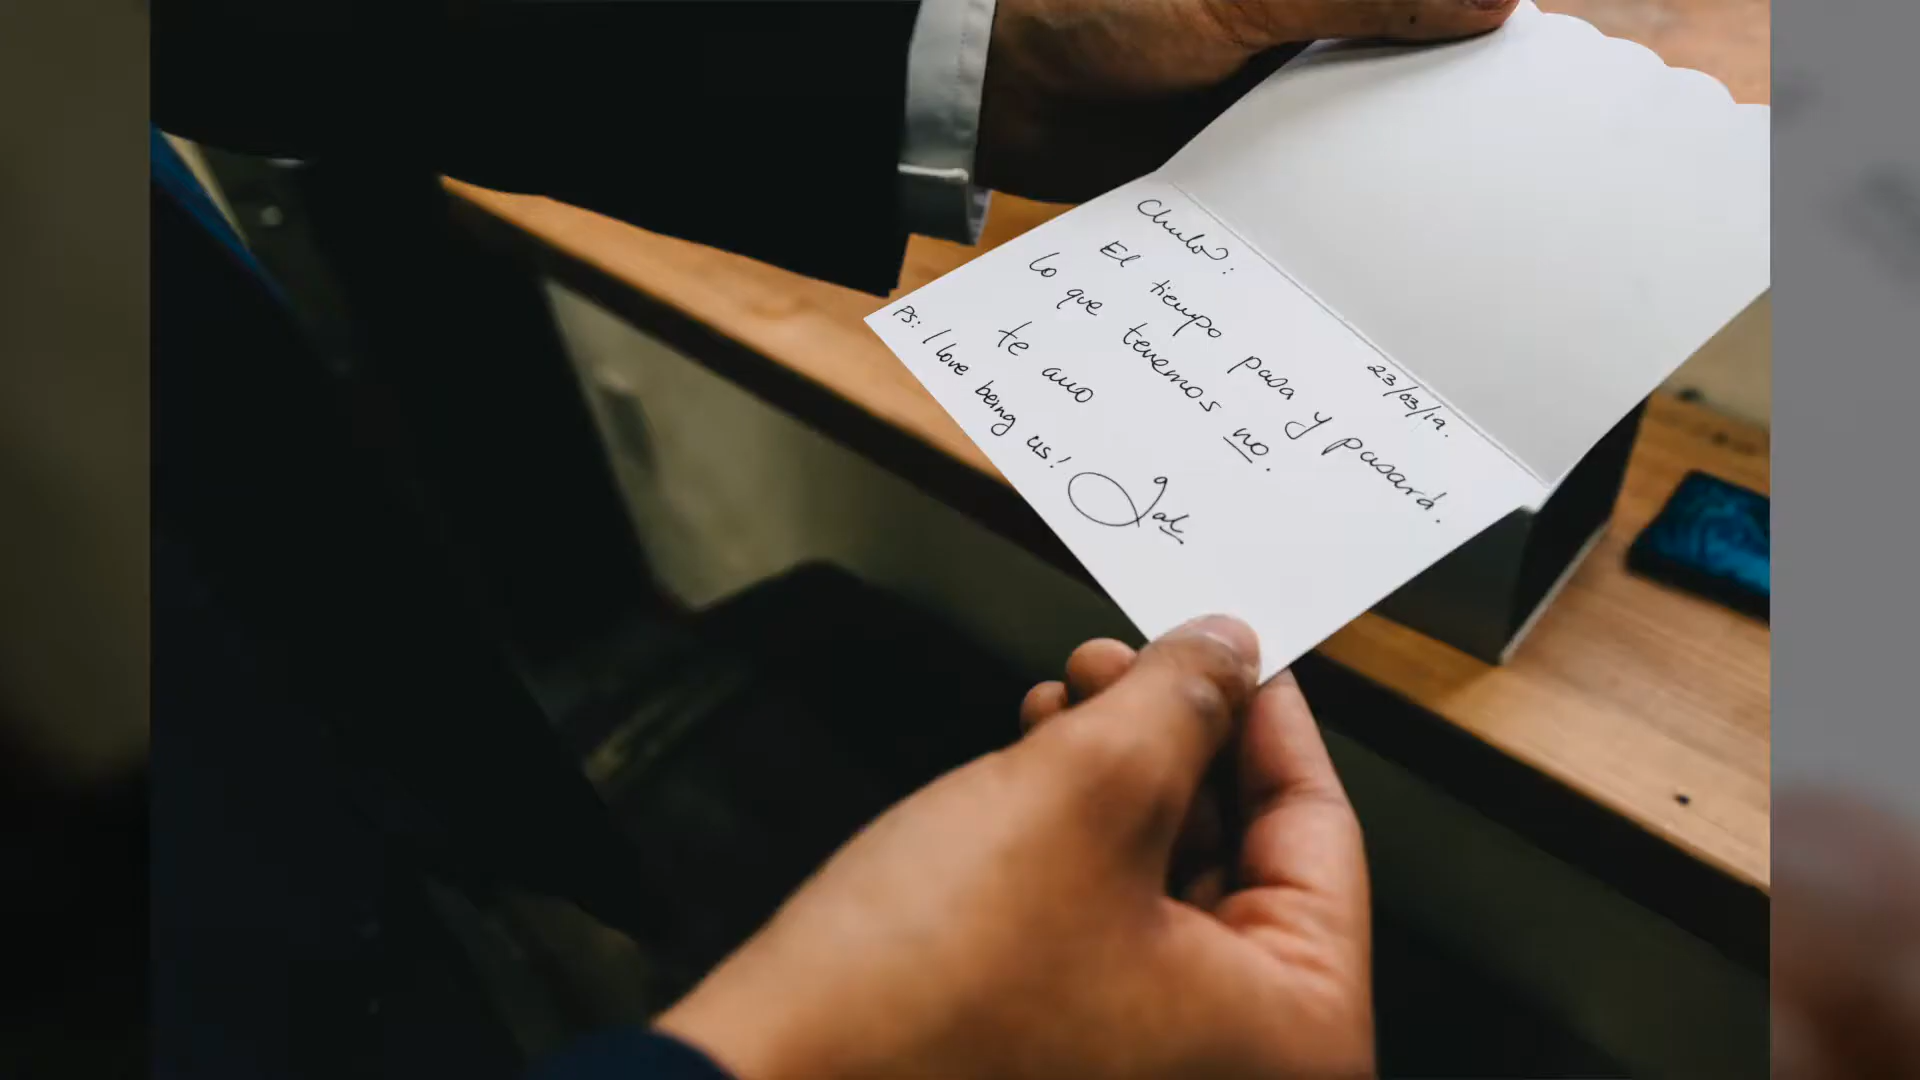 23/03/19.
Chulo:
El tiempo pasa y pasará.
lo que tenemos no.
te amo
PS: I love being us!